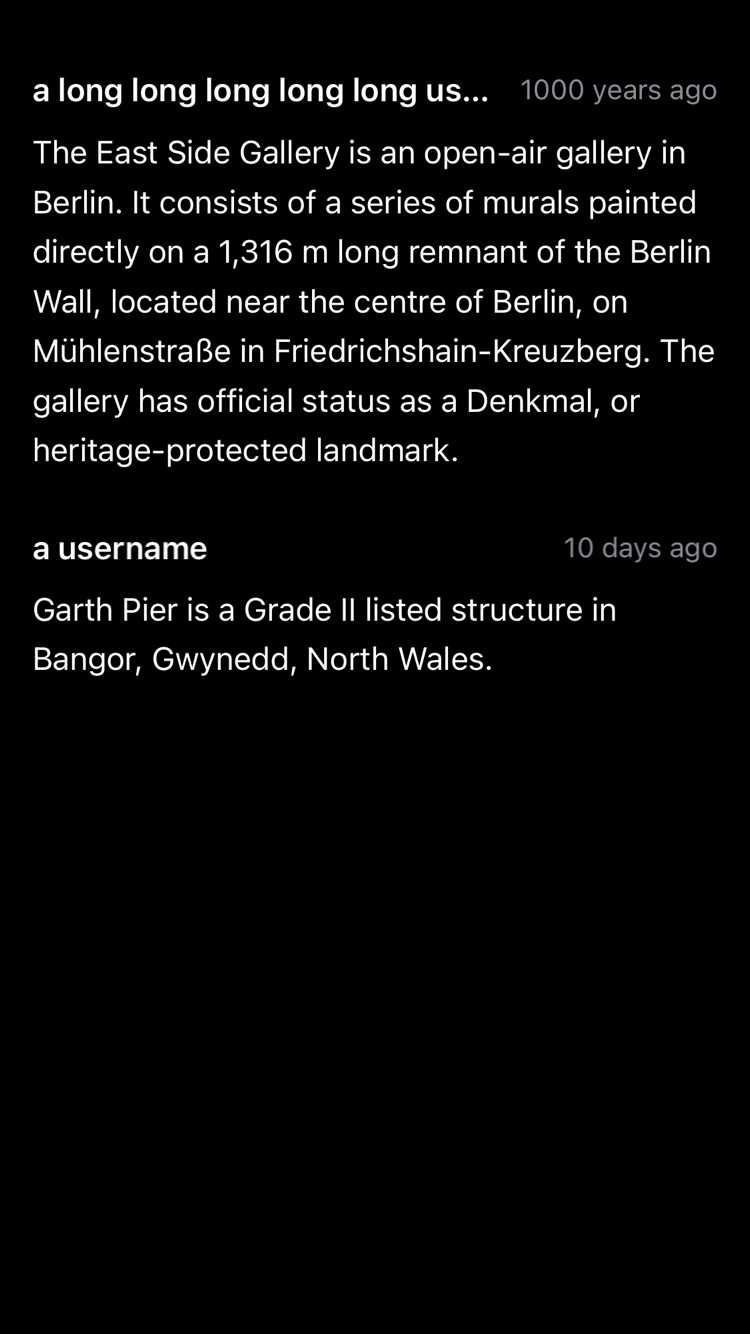 a long long long long long us... 1000 years ago
The East Side Gallery is an open-air gallery in
Berlin. It consists of a series of murals painted
directly on a 1,316 m long remnant of the Berlin
Wall, located near the centre of Berlin, on
Mühlenstraße in Friedrichshain-Kreuzberg. The
gallery has official status as a Denkmal, or
heritage-protected landmark.
a username 10 days ago
Garth Pier is a Grade II listed structure in
Bangor, Gwynedd, North Wales.